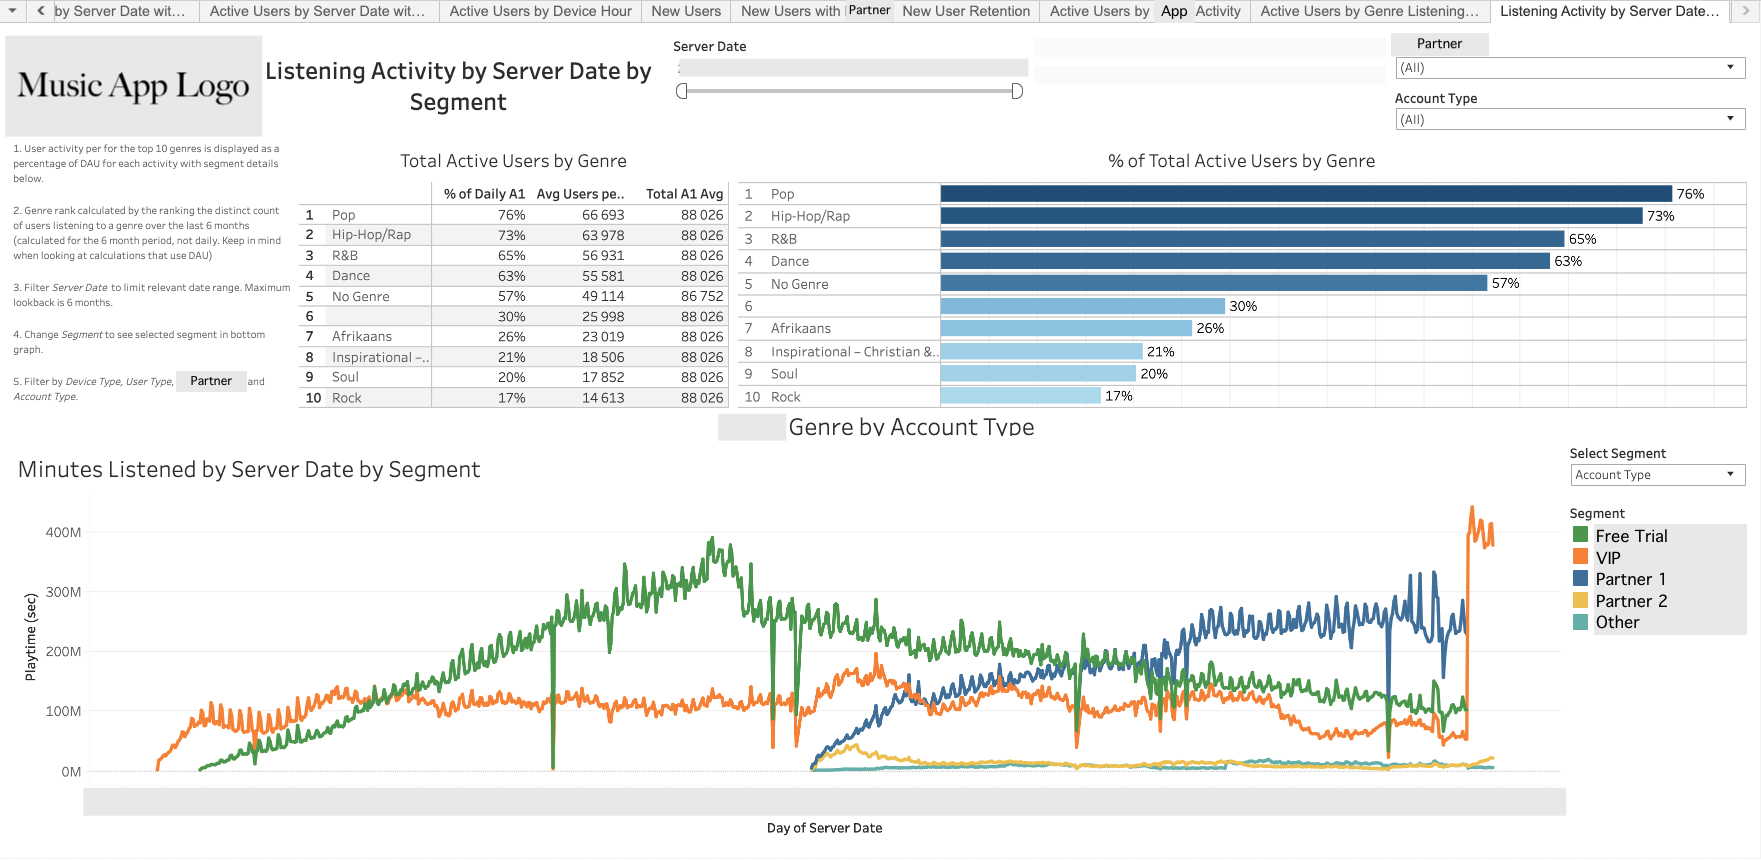 by Server Date wit...
Active Users by Server Date wit...
Active Users by Device Hour
New Users
New Users with Partner
New User Retention
Active Users by App Activity
Active Users by Genre Listening...
Listening Activity by Server Date...
Music App Logo
Listening Activity by Server Date by
Segment
Server Date
Partner
(All)
Account Type
(All)
1. User activity per for the top 10 genres is displayed as a
percentage of DAU for each activity with segment details
below.
2. Genre rank calculated by the ranking the distinct count
of users listening to a genre over the last 6 months
(calculated for the 6 month period, not daily. Keep in mind
when looking at calculations that use DAU)
3. Filter Server Date to limit relevant date range. Maximum
lookback is 6 months.
4. Change Segment to see selected segment in bottom
graph.
5. Filter by Device Type, User Type, Partner and
Account Type.
Total Active Users by Genre
% of Daily A1 Avg Users pe.. Total A1 Avg
1 Pop 76% 66 693 88 026
2 Hip-Hop/Rap 73% 63 978 88 026
3 R&B 65% 56 931 88 026
4 Dance 63% 55 581 88 026
5 No Genre 57% 49 114 86 752
6 30% 25 998 88 026
7 Afrikaans 26% 23 019 88 026
8 Inspirational –.. 21% 18 506 88 026
9 Soul 20% 17 852 88 026
10 Rock 17% 14 613 88 026
% of Total Active Users by Genre
1 Pop 76%
2 Hip-Hop/Rap 73%
3 R&B 65%
4 Dance 63%
5 No Genre 57%
6 30%
7 Afrikaans 26%
8 Inspirational – Christian &.. 21%
9 Soul 20%
10 Rock 17%
Genre by Account Type
Minutes Listened by Server Date by Segment
Select Segment
Account Type
Segment
Free Trial
VIP
Partner 1
Partner 2
Other
Playtime (sec)
400M
300M
200M
100M
0M
Day of Server Date